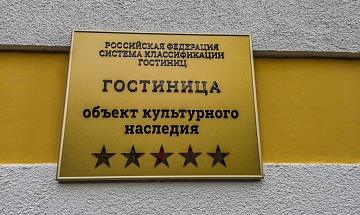 РОССИЙСКАЯ ФЕДЕРАЦИЯ
СИСТЕМА КЛАССИФИКАЦИИ
ГОСТИНИЦ
ГОСТИНИЦА
объект культурного
наследия